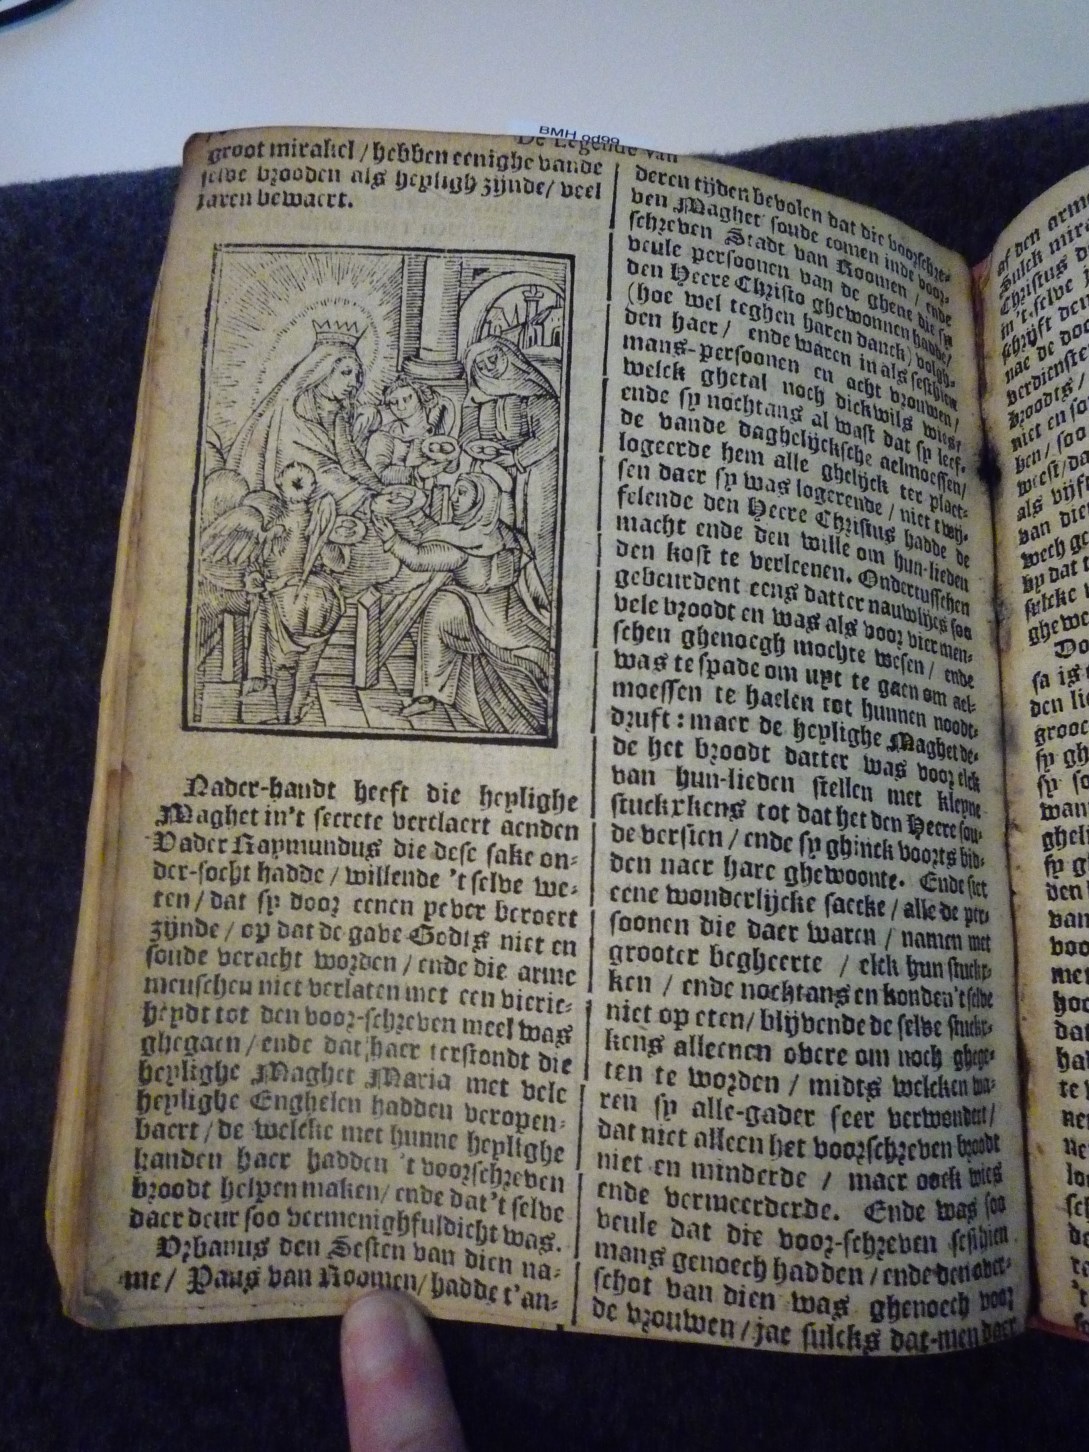 BMH od99
De Legende van
groot mirakel / hebben eenighe vande
selve brooden als heyligh zijnde / veel
jaren bewaert.
Nader-handt heeft die heylighe
Maghet in't secrete verclaert aenden
Vader Raymundus die dese sake on-
der-socht hadde / willende 't selve we-
ten / dat sy door eenen yever beroert
zijnde / op dat de gave Godts niet en
soude veracht worden / ende die arme
menschen niet verlaten met een vieric-
heydt tot den voor-schreven meel was
ghegaen / ende dat haer terstondt die
heylighe Maghet Maria met vele
heylighe Enghelen hadden veropen-
baert / de welcke met hunne heylighe
handen haer hadden 't voorschreven
broodt helpen maken / ende dat 't selve
daer deur soo vermenighfuldicht was.
Urbanus den Sesten van dien na-
me / Paus van Roomen / hadde t'an-
deren tijden bevolen dat die voorschre-
ven Maghet soude comen indt voor-
schreven Stadt van Roomen / ende
veule persoonen van de ghene die sy
den Heere Christo ghewonnen hadde /
(hoe wel teghen haren danck) volgh-
den haer / ende waren in als sesthien
mans-persoonen en acht vrouwen /
welck ghetal noch dickwils wies /
ende sy nochtans al wast dat sy leef-
de vande daghelijcksche aelmoessen /
logeerde hem alle ghelijck ter plaet-
sen daer sy was logerende / niet twij-
felende den Heere Christus hadde de
macht ende den wille om hun-lieden
den kost te verleenen. Ondertusschen
gebeurdent eens datter nauwlijcs soo
vele broodt en was als voor vier men-
schen ghenoegh mochte wesen / ende
was te spade om uyt te gaen om ael-
moessen te haelen tot hunnen noodt-
druft : maer de heylighe Maghet de-
de het broodt datter was voor elck
van hun-lieden stellen met kleyne
stuckxkens tot dat het den Heere sou-
de versien / ende sy ghinck voorts bid-
den naer hare ghewoonte. Ende siet
eene wonderlijcke saecke / alle de per-
soonen die daer waren / namen met
grooter begheerte / elck hun stuckx-
ken / ende nochtans en konden 't selve
niet op eten / blijvende de selve stuckx-
kens alleenen overe om noch ghege-
ten te worden / midts welcken wa-
ren sy alle-gader seer verwondert /
dat niet alleen het voorschreven broodt
niet en minderde / maer oock wies
ende vermeerderde. Ende was soo
veule dat die voor-schreven sesthien
mans genoech hadden / ende den over-
schot van dien was ghenoech voor
de vrouwen / jae sulcks dat-men daer